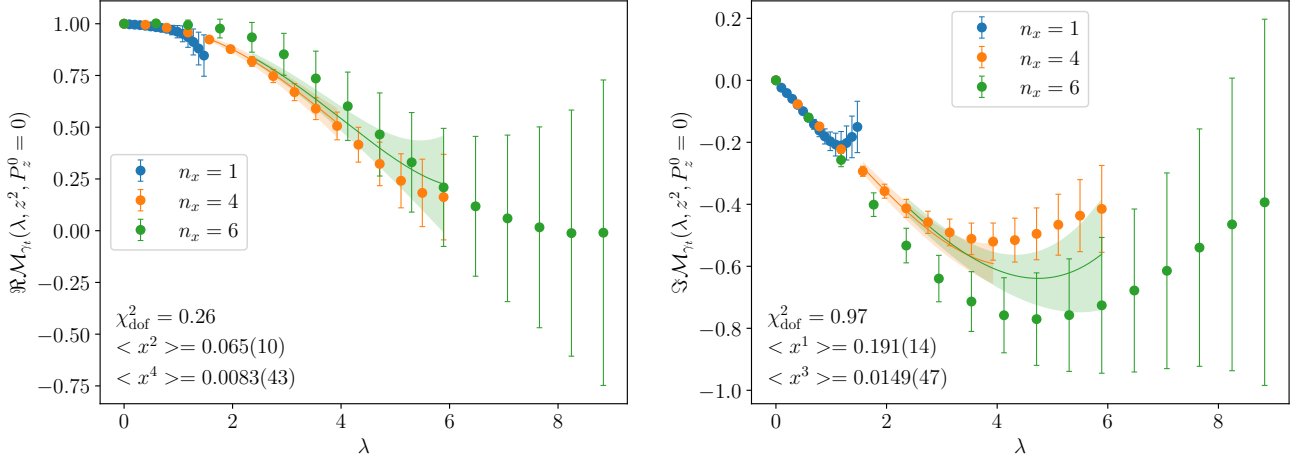 ℜℳ_{γ_t}(λ, z², P_z^0 = 0)
1.00
0.75
0.50
0.25
0.00
−0.25
−0.50
−0.75
n_x = 1
n_x = 4
n_x = 6
χ²_dof = 0.26
< x² >= 0.065(10)
< x⁴ >= 0.0083(43)
0 2 4 6 8
λ
ℑℳ_{γ_t}(λ, z², P_z^0 = 0)
0.2
0.0
−0.2
−0.4
−0.6
−0.8
−1.0
n_x = 1
n_x = 4
n_x = 6
χ²_dof = 0.97
< x¹ >= 0.191(14)
< x³ >= 0.0149(47)
0 2 4 6 8
λ